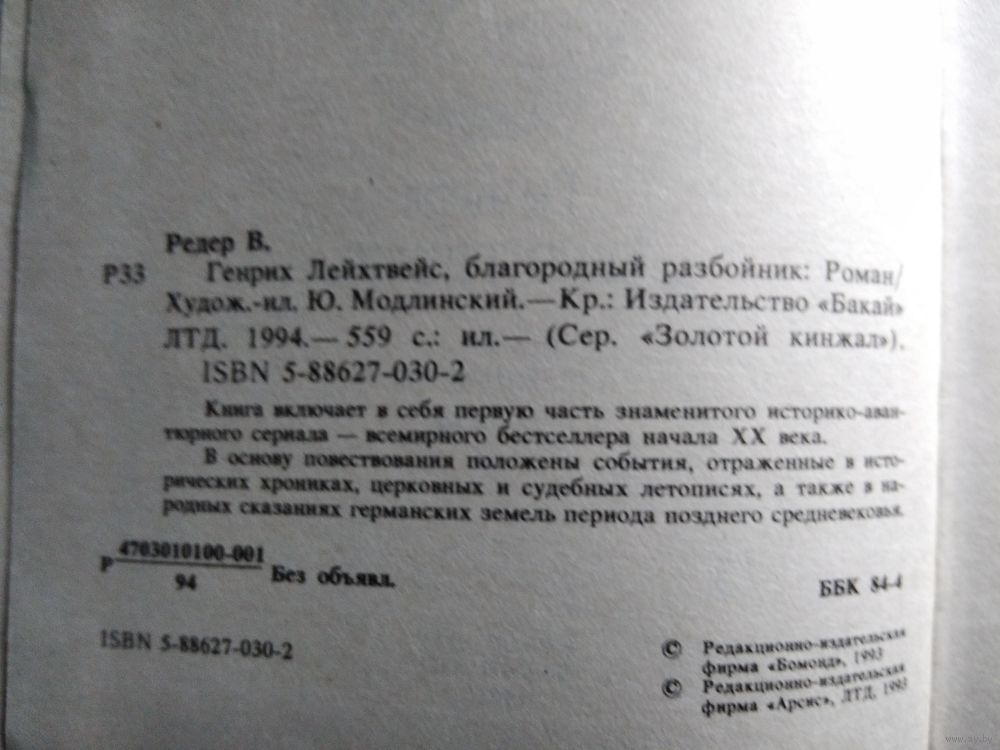 Редер В.
Р33 Генрих Лейхтвейс, благородный разбойник: Роман/
Худож.-ил. Ю. Модлинский.—Кр.: Издательство «Бакай»
ЛТД. 1994.— 559 с.: ил.— (Сер. «Золотой кинжал»).
ISBN 5-88627-030-2
Книга включает в себя первую часть знаменитого историко-аван-
тюрного сериала — всемирного бестселлера начала XX века.
В основу повествования положены события, отраженные в исто-
рических хрониках, церковных и судебных летописях, а также в на-
родных сказаниях германских земель периода позднего средневековья.
Р 4703010100-001
94
Без объявл.
ББК 84-4
ISBN 5-88627-030-2
© Редакционно-издательская
фирма «Бомонд», 1993
© Редакционно-издательская
фирма «Арсис», ЛТД, 1993